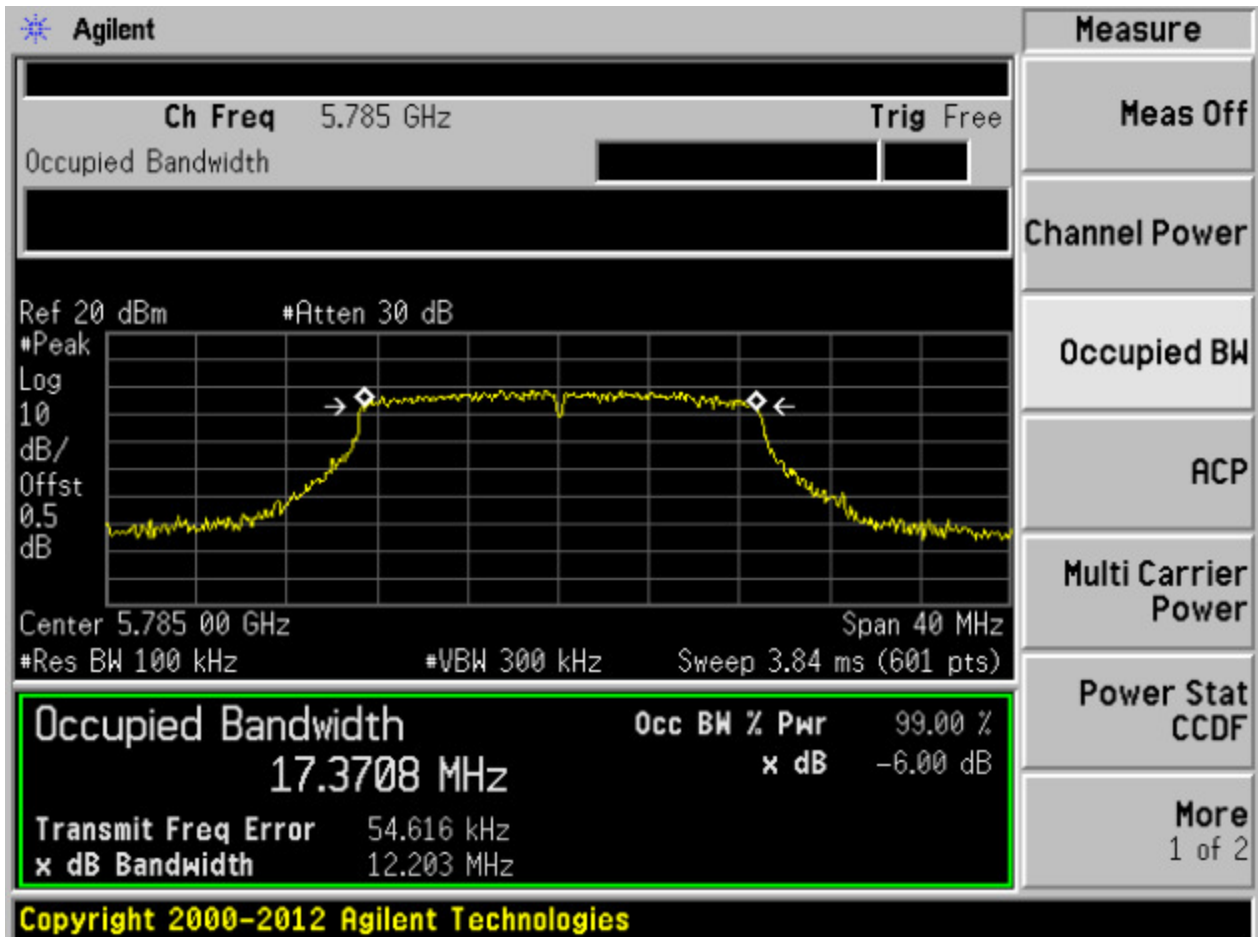 Agilent
Measure
Ch Freq 5.785 GHz Trig Free
Occupied Bandwidth
Meas Off
Channel Power
Occupied BW
ACP
Multi Carrier
Power
Power Stat
CCDF
More
1 of 2
Ref 20 dBm #Atten 30 dB
#Peak
Log
10
dB/
Offst
0.5
dB
Center 5.785 00 GHz Span 40 MHz
#Res BW 100 kHz #VBW 300 kHz Sweep 3.84 ms (601 pts)
Occupied Bandwidth Occ BW % Pwr 99.00 %
17.3708 MHz x dB -6.00 dB
Transmit Freq Error 54.616 kHz
x dB Bandwidth 12.203 MHz
Copyright 2000-2012 Agilent Technologies